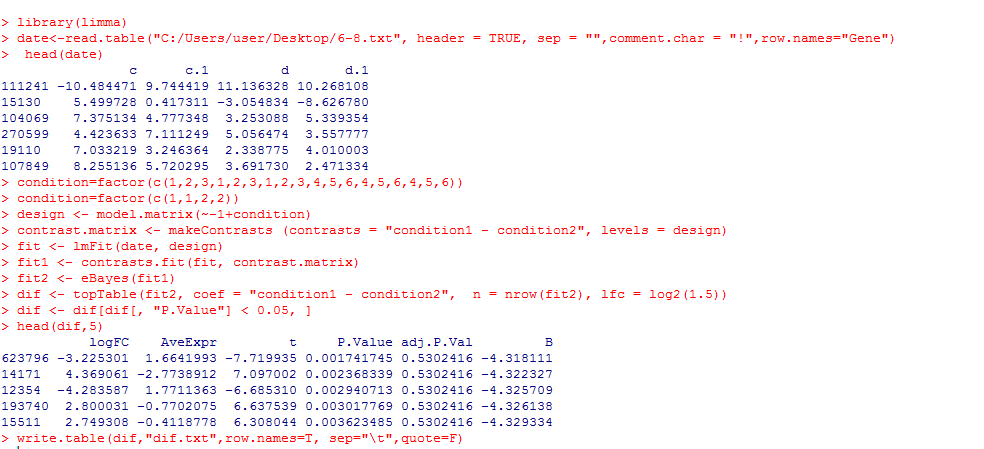 > library(limma)
> date<-read.table("C:/Users/user/Desktop/6-8.txt", header = TRUE, sep = "",comment.char = "!",row.names="Gene")
>  head(date)
                c      c.1         d       d.1
111241 -10.484471 9.744419 11.136328 10.268108
15130    5.499728 0.417311 -3.054834 -8.626780
104069   7.375134 4.777348  3.253088  5.339354
270599   4.423633 7.111249  5.056474  3.557777
19110    7.033219 3.246364  2.338775  4.010003
107849   8.255136 5.720295  3.691730  2.471334
> condition=factor(c(1,2,3,1,2,3,1,2,3,4,5,6,4,5,6,4,5,6))
> condition=factor(c(1,1,2,2))
> design <- model.matrix(~-1+condition)
> contrast.matrix <- makeContrasts (contrasts = "condition1 - condition2", levels = design)
> fit <- lmFit(date, design)
> fit1 <- contrasts.fit(fit, contrast.matrix)
> fit2 <- eBayes(fit1)
> dif <- topTable(fit2, coef = "condition1 - condition2",  n = nrow(fit2), lfc = log2(1.5))
> dif <- dif[dif[, "P.Value"] < 0.05, ]
> head(dif,5)
           logFC    AveExpr         t     P.Value adj.P.Val         B
623796 -3.225301  1.6641993 -7.719935 0.001741745 0.5302416 -4.318111
14171   4.369061 -2.7738912  7.097002 0.002368339 0.5302416 -4.322327
12354  -4.283587  1.7711363 -6.685310 0.002940713 0.5302416 -4.325709
193740  2.800031 -0.7702075  6.637539 0.003017769 0.5302416 -4.326138
15511   2.749308 -0.4118778  6.308044 0.003623485 0.5302416 -4.329334
> write.table(dif,"dif.txt",row.names=T, sep="\t",quote=F)